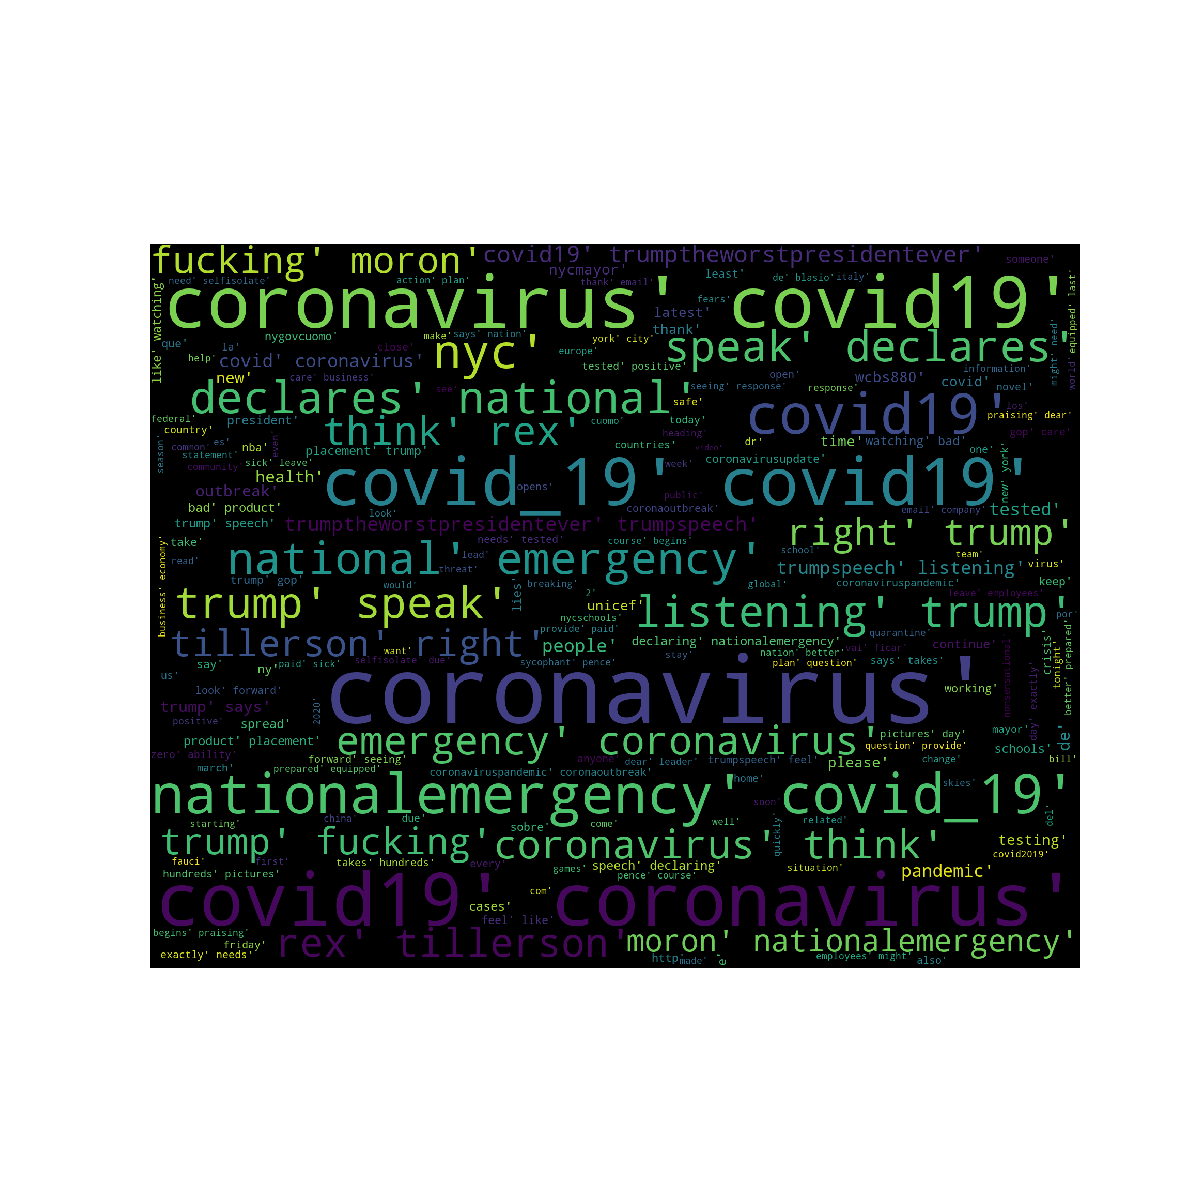 fucking' moron'
covid19' trumptheworstpresidentever'
someone'
need' selfisolate'
action' plan'
nycmayor'
thank' email'
least'
de' blasio'
italy'
like' watching'
coronavirus' covid19'
fears'
equipped' last'
latest'
nygovcuomo'
make'
says' nation'
thank'
york' city'
que'
la'
close'
nyc'
europe'
speak' declares'
might' need'
world'
help'
covid' coronavirus'
tested' positive'
open'
wcbs880'
information'
new'
care' business'
see'
seeing' response'
response'
covid'
novel'
declares' national'
safe'
covid19'
los'
praising' dear'
federal'
president'
think' rex'
cuomo'
today'
country'
heading'
dr'
time'
watching' bad'
gop' care'
common'
es'
nba'
even'
placement' trump'
countries'
one'
season'
statement'
community'
sick' leave'
video'
week'
coronavirusupdate'
new' york'
health'
covid_19' covid19'
opens'
outbreak'
public'
bad' product'
look'
coronaoutbreak'
email' company'
tested'
trump' speech'
trumptheworstpresidentever' trumpspeech'
right' trump'
take'
needs' tested'
course' begins'
business' economy'
read'
national' emergency'
lead'
school'
team'
virus'
threat'
trumpspeech' listening'
trump' gop'
would'
lies'
breaking'
global'
coronaviruspandemic'
keep'
trump' speak'
2'
unicef'
listening' trump'
leave' employees'
nycschools'
por'
provide' paid'
tillerson' right'
people'
declaring' nationalemergency'
quarantine'
continue'
want'
stay'
nation' better'
val' ficar'
crisis'
tonight'
say'
ny'
paid' sick'
selfisolate' due'
sycophant' pence'
plan' question'
says' takes'
us'
look' forward'
coronavirus'
working'
day' exactly'
better' prepared'
trump' says'
positive'
spread'
2020'
mayor'
product' placement'
emergency' coronavirus'
pictures' day'
question' provide'
schools'
de'
zero' ability'
forward' seeing'
anyone'
dear' leader'
trumpspeech' feel'
please'
change'
bill'
march'
prepared' equipped'
coronaviruspandemic' coronaoutbreak'
home'
skies'
nationalemergency' covid_19'
soon'
del'
starting'
china'
due'
sobre'
come'
well'
related'
quickly'
trump' fucking'
coronavirus' think'
testing'
covid2019'
fauci'
first'
takes' hundreds'
every'
speech' declaring'
situation'
pandemic'
hundreds' pictures'
games'
pence' course'
covid19' coronavirus'
com'
cases'
feel' like'
begins' praising'
friday'
rex' tillerson'
moron' nationalemergency'
exactly' needs'
http'
made'
e'
employees' might'
also'